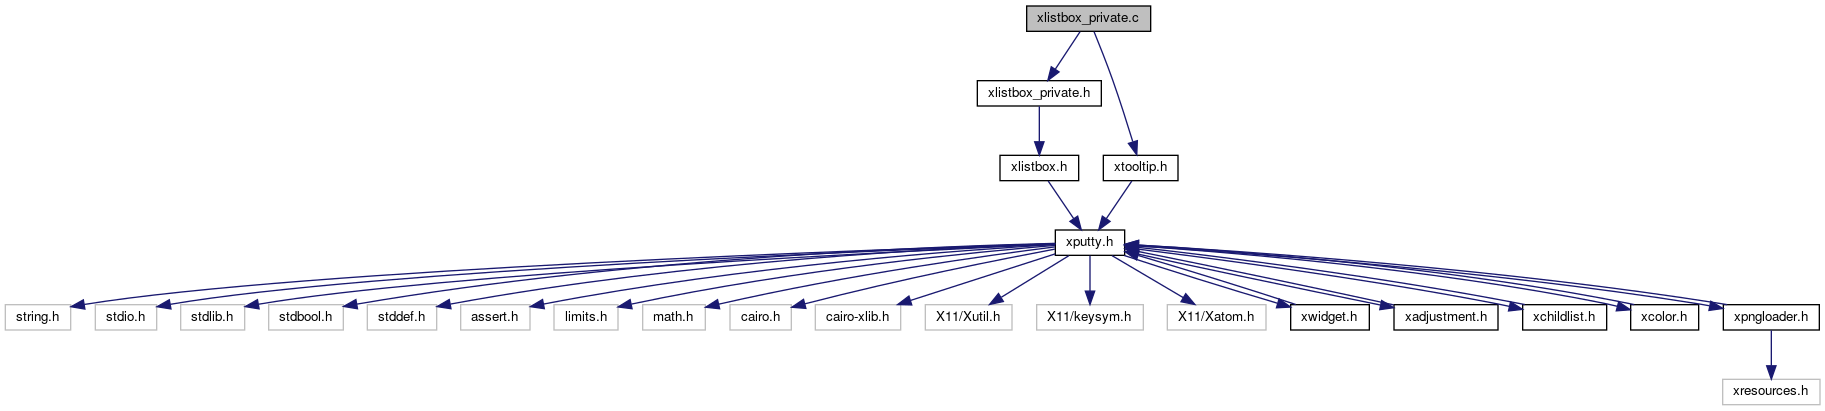 xlistbox_private.c
xlistbox_private.h
xlistbox.h
xtooltip.h
xputty.h
string.h
stdio.h
stdlib.h
stdbool.h
stddef.h
assert.h
limits.h
math.h
cairo.h
cairo-xlib.h
X11/Xutil.h
X11/keysym.h
X11/Xatom.h
xwidget.h
xadjustment.h
xchildlist.h
xcolor.h
xpngloader.h
xresources.h